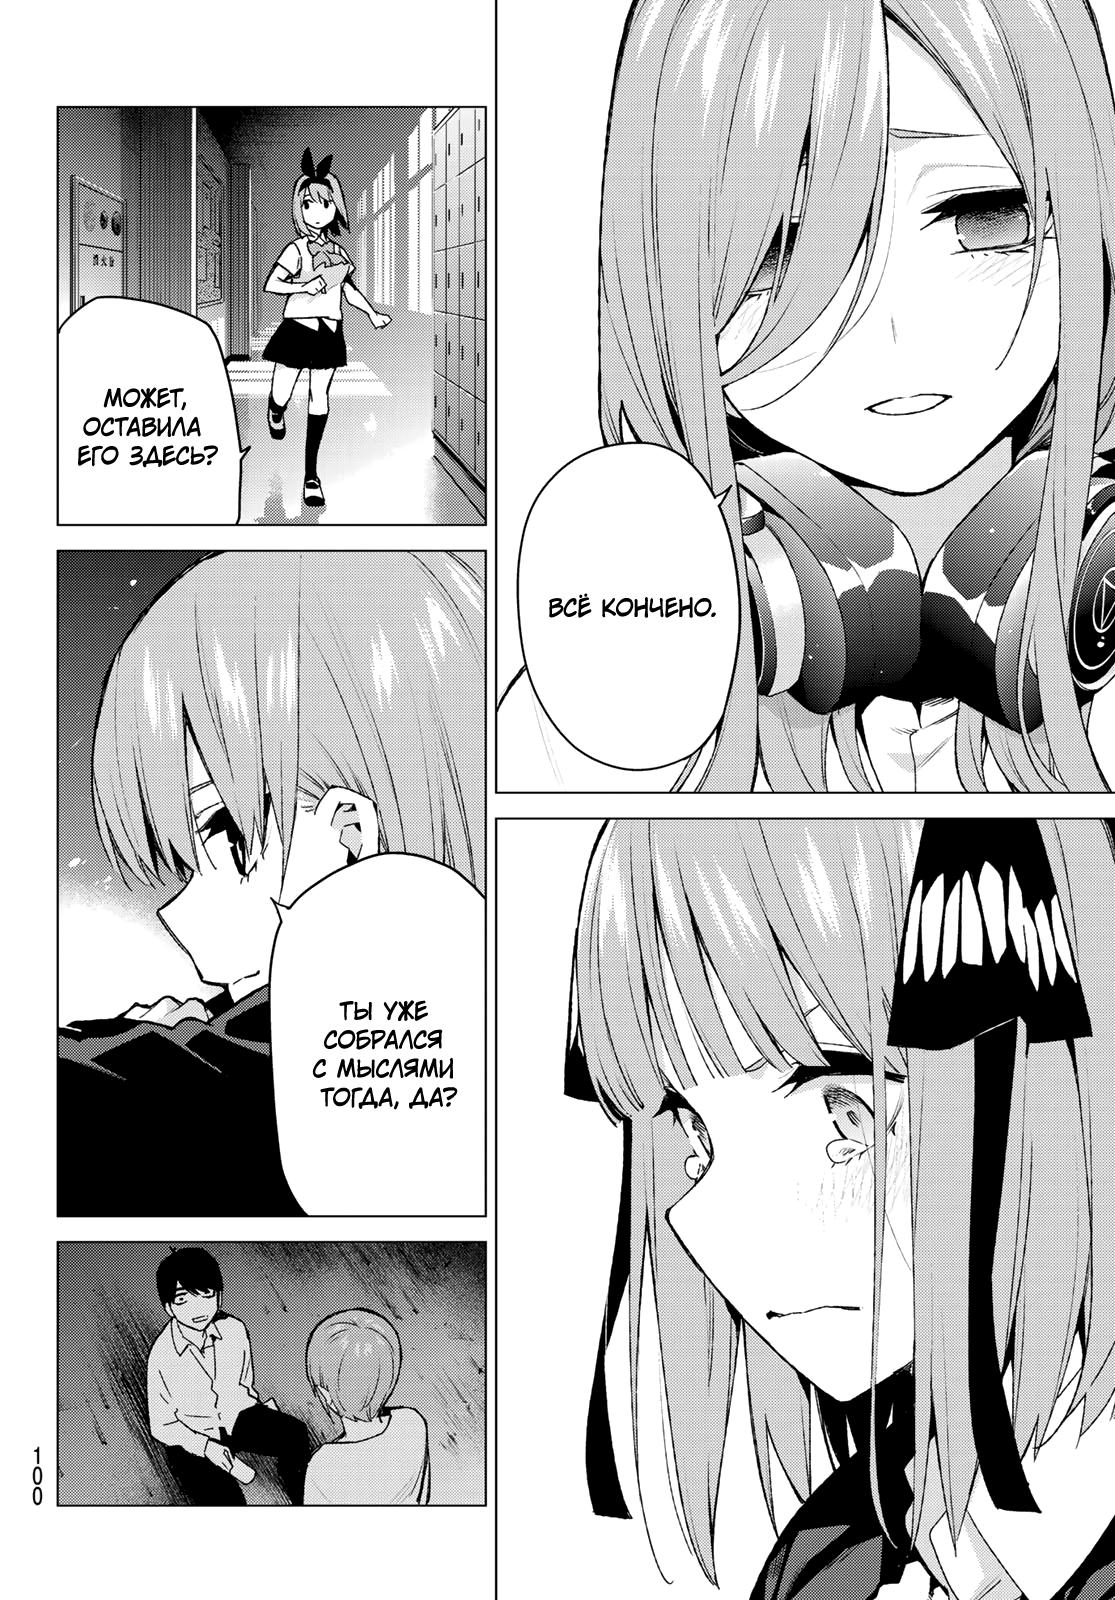 ВСЁ КОНЧЕНО.
МОЖЕТ,
ОСТАВИЛА
ЕГО ЗДЕСЬ?
ТЫ УЖЕ
СОБРАЛСЯ
С МЫСЛЯМИ
ТОГДА, ДА?
100